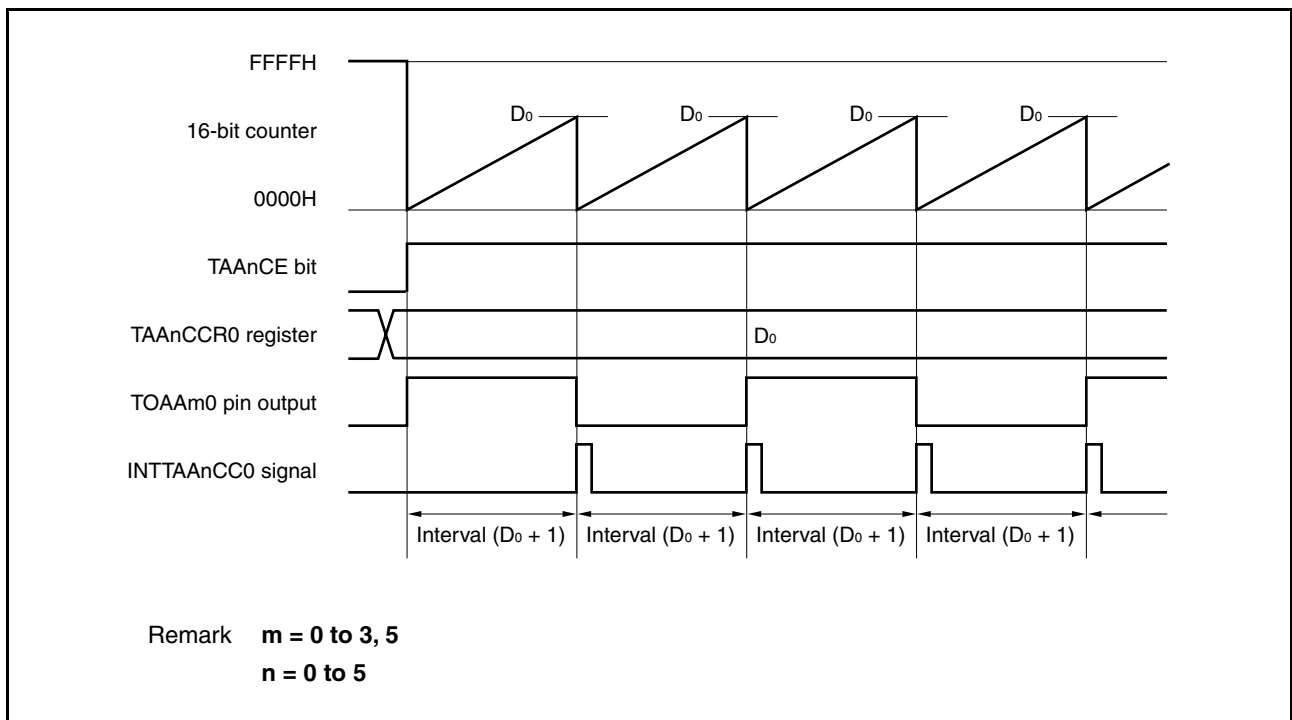 FFFFH
D0 D0 D0 D0
16-bit counter
0000H
TAAnCE bit
TAAnCCR0 register
D0
TOAAm0 pin output
INTTAAnCC0 signal
Interval (D0 + 1) Interval (D0 + 1) Interval (D0 + 1) Interval (D0 + 1)
Remark m = 0 to 3, 5
n = 0 to 5